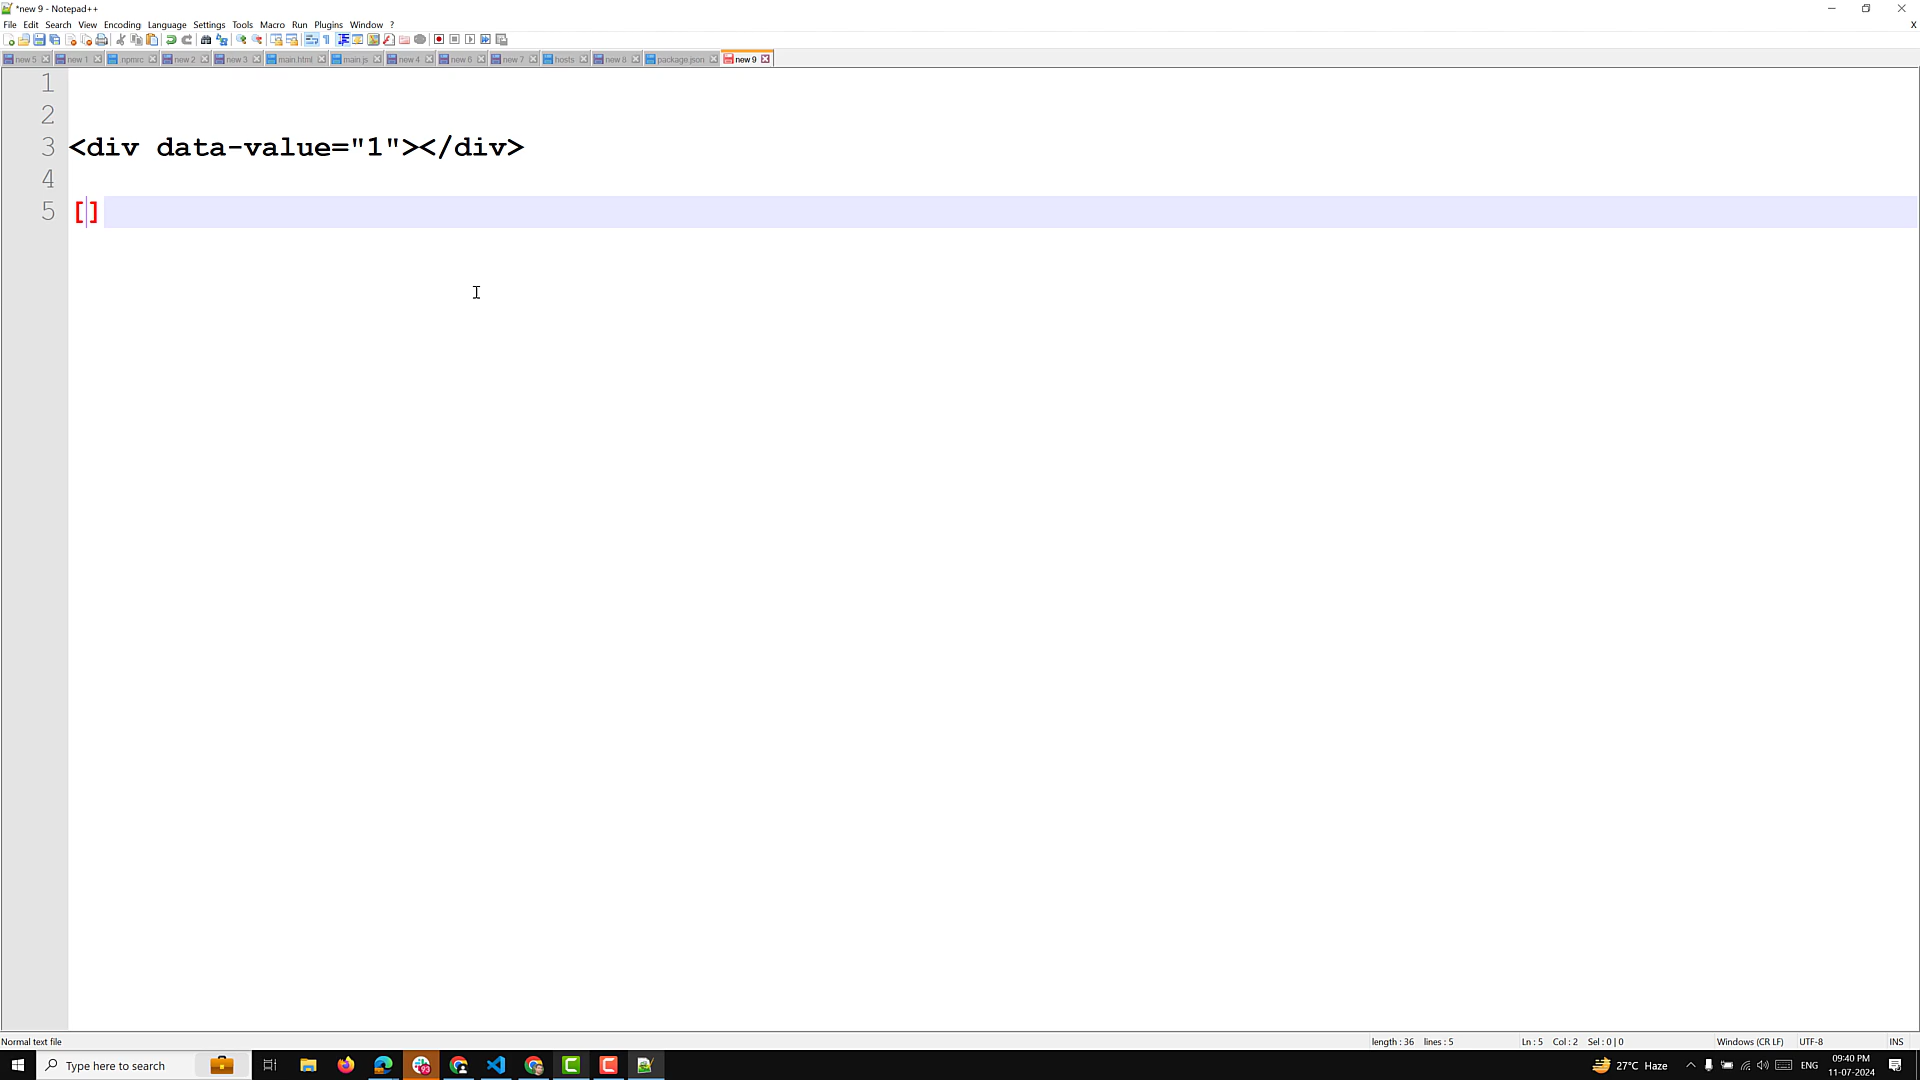 *new 9 - Notepad++
File Edit Search View Encoding Language Settings Tools Macro Run Plugins Window ?
X
new 5 new 1 npmrc new 2 new 3 main.html main.js new 4 new 6 new 7 hosts new 8 package.json new 9
1
2
3 <div data-value="1"></div>
4
5 []
Normal text file length : 36 lines : 5 Ln : 5 Col : 2 Sel : 0 | 0 Windows (CR LF) UTF-8 INS
Type here to search 93 27°C Haze ENG 09:40 PM
11-07-2024